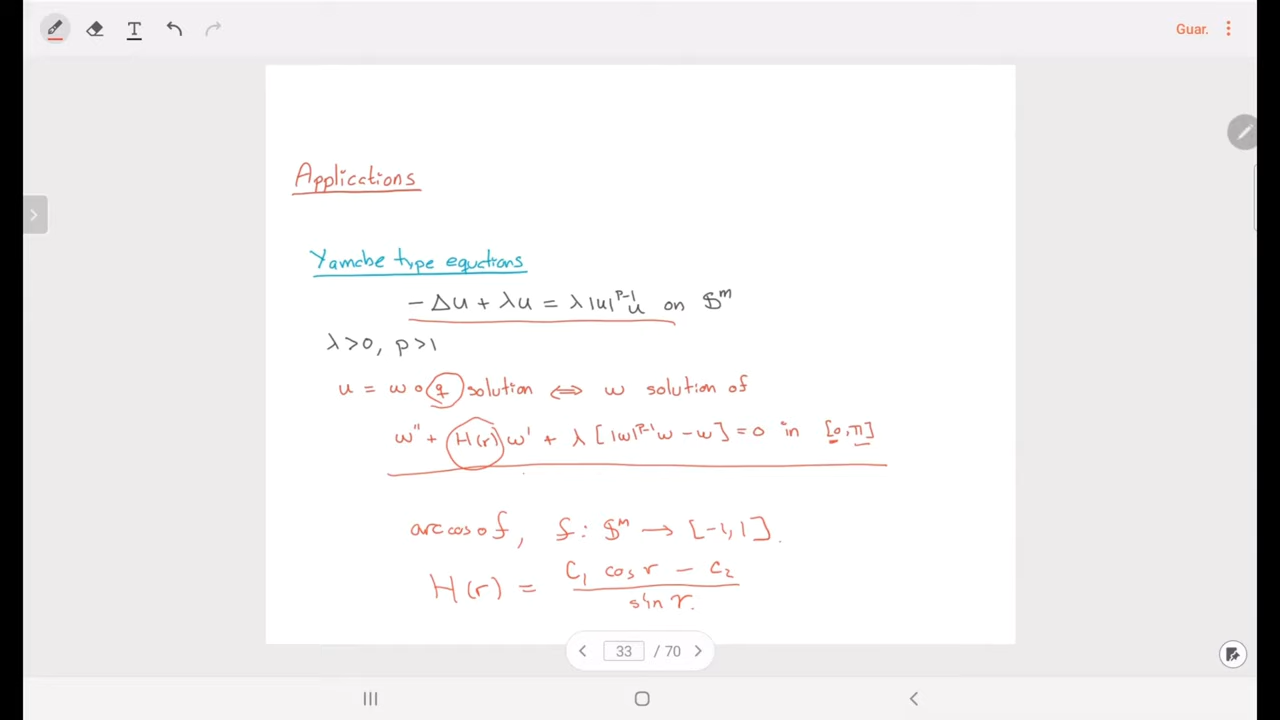 T
Guar.
Applications
Yamabe type equations
− Δu + λu = λ|u|^{p-1}u on 𝕊^m
λ>0, p>1
u = w∘q solution ⟺ w solution of
w'' + H(r) w' + λ [|w|^{p-1}w − w] = 0 in [0,π]
arccos∘f, f: 𝕊^m → [-1,1].
H(r) = (C_1 cos r − C_2) / sin r.
33 / 70